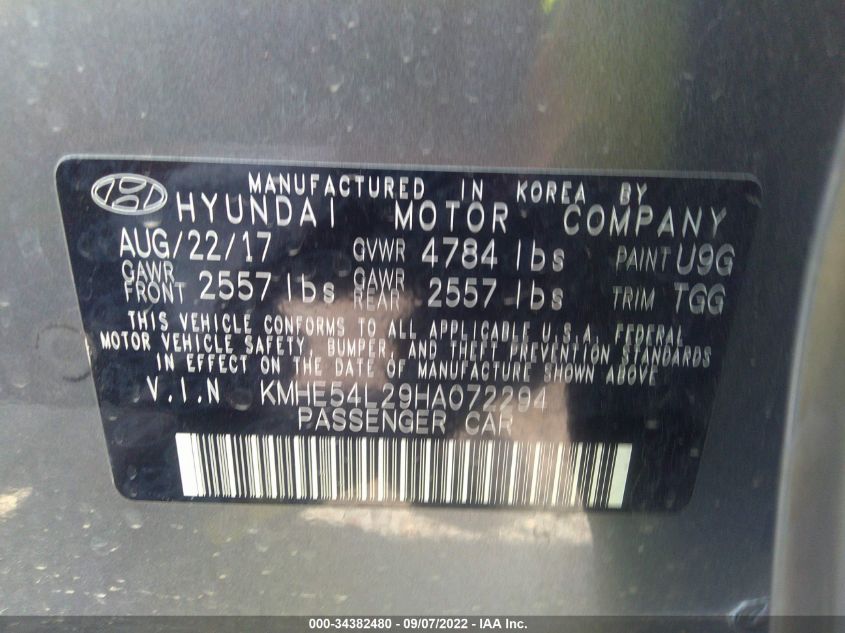 MANUFACTURED IN KOREA BY
HYUNDAI MOTOR COMPANY
AUG/22/17 GVWR 4784 lbs PAINT U9G
GAWR FRONT 2557 lbs GAWR REAR 2557 lbs TRIM TGG
THIS VEHICLE CONFORMS TO ALL APPLICABLE U.S.A. FEDERAL
MOTOR VEHICLE SAFETY, BUMPER, AND THEFT PREVENTION STANDARDS
IN EFFECT ON THE DATE OF MANUFACTURE SHOWN ABOVE
V.I.N KMHE54L29HA072294
PASSENGER CAR
000-34382480 - 09/07/2022 - IAA Inc.